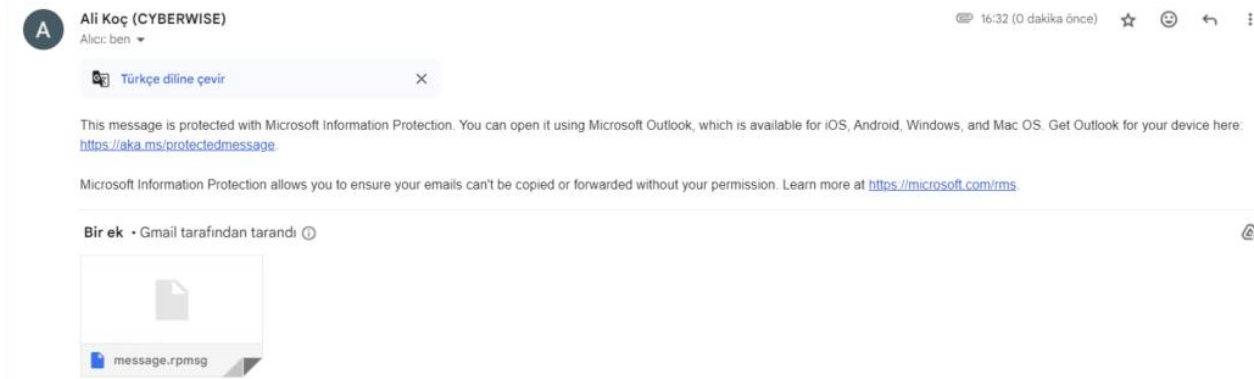 A
Ali Koç (CYBERWISE)
16:32 (0 dakika önce)
Alıcı: ben
Türkçe diline çevir
This message is protected with Microsoft Information Protection. You can open it using Microsoft Outlook, which is available for iOS, Android, Windows, and Mac OS. Get Outlook for your device here:
https://aka.ms/protectedmessage.
Microsoft Information Protection allows you to ensure your emails can't be copied or forwarded without your permission. Learn more at https://microsoft.com/rms.
Bir ek • Gmail tarafından tarandı
message.rpmsg